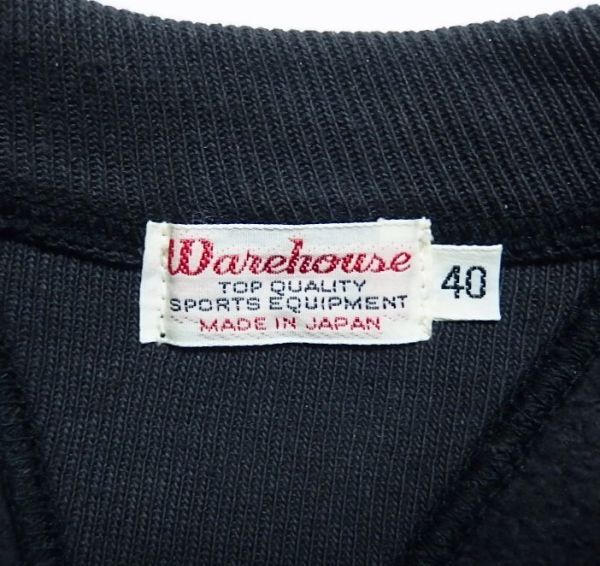 Warehouse
TOP QUALITY
SPORTS EQUIPMENT
MADE IN JAPAN
40